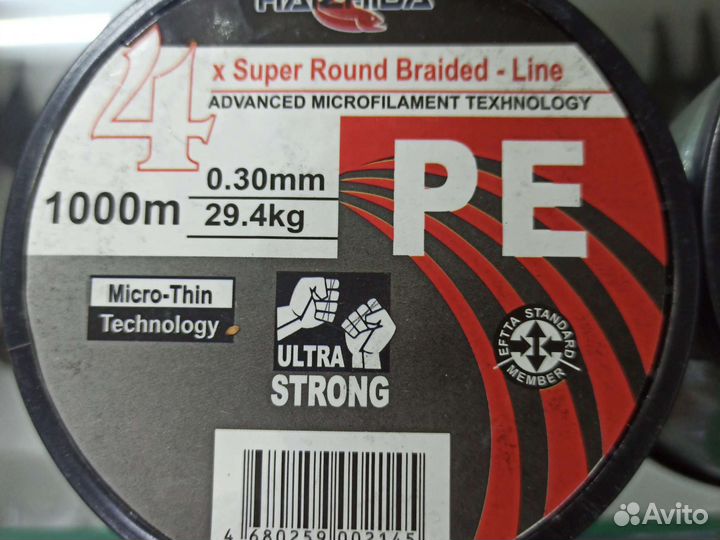 4
x Super Round Braided - Line
ADVANCED MICROFILAMENT TEXHNOLOGY
PE
0.30mm
1000m
29.4kg
Micro-Thin
Technology
ULTRA
STRONG
EFTTA STANDARD
MEMBER
4 680259 002145
Avito